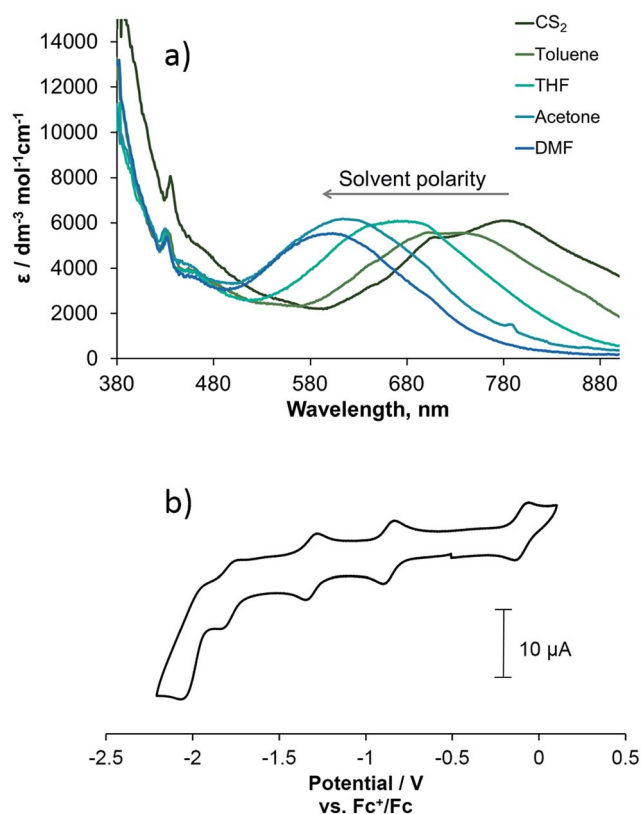 a)
CS₂
Toluene
THF
Acetone
DMF
Solvent polarity
ε / dm⁻³ mol⁻¹cm⁻¹
14000
12000
10000
8000
6000
4000
2000
0
380 480 580 680 780 880
Wavelength, nm
b)
10 µA
-2.5 -2 -1.5 -1 -0.5 0 0.5
Potential / V
vs. Fc⁺/Fc